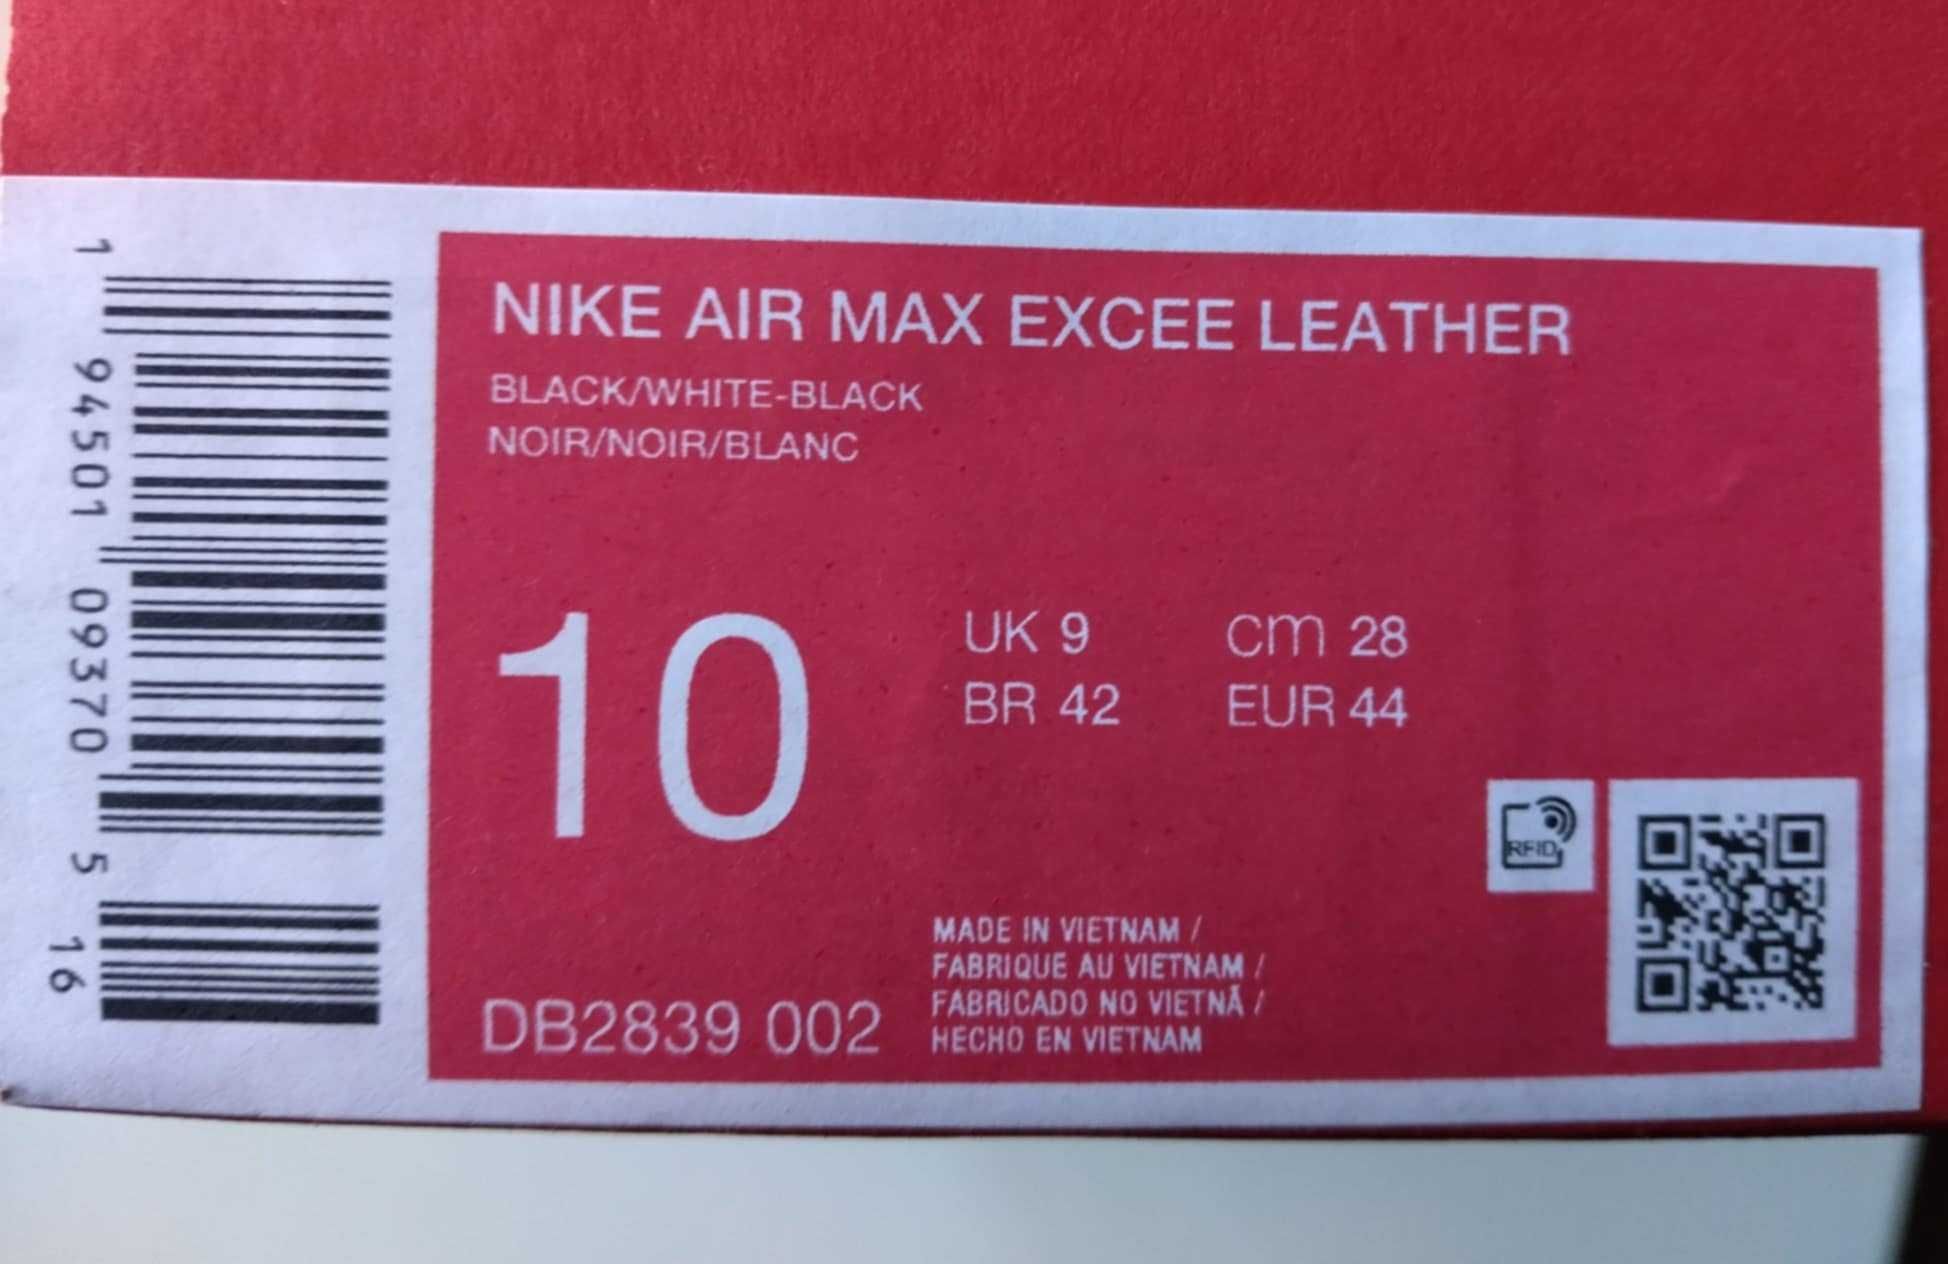 NIKE AIR MAX EXCEE LEATHER
BLACK/WHITE-BLACK
NOIR/NOIR/BLANC
10
UK 9 cm 28
BR 42 EUR 44
RFID
MADE IN VIETNAM /
FABRIQUE AU VIETNAM /
FABRICADO NO VIETNÃ /
HECHO EN VIETNAM
DB2839 002
1 94501 09370 5 16